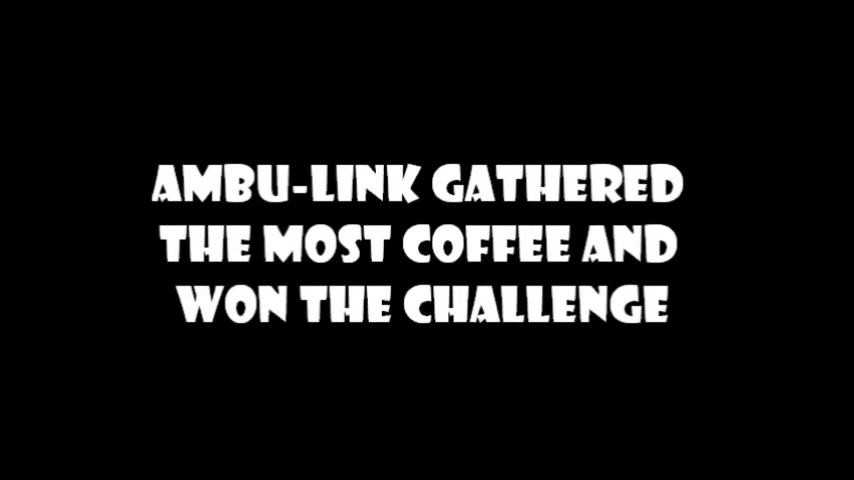 AMBU-LINK GATHERED
THE MOST COFFEE AND
WON THE CHALLENGE